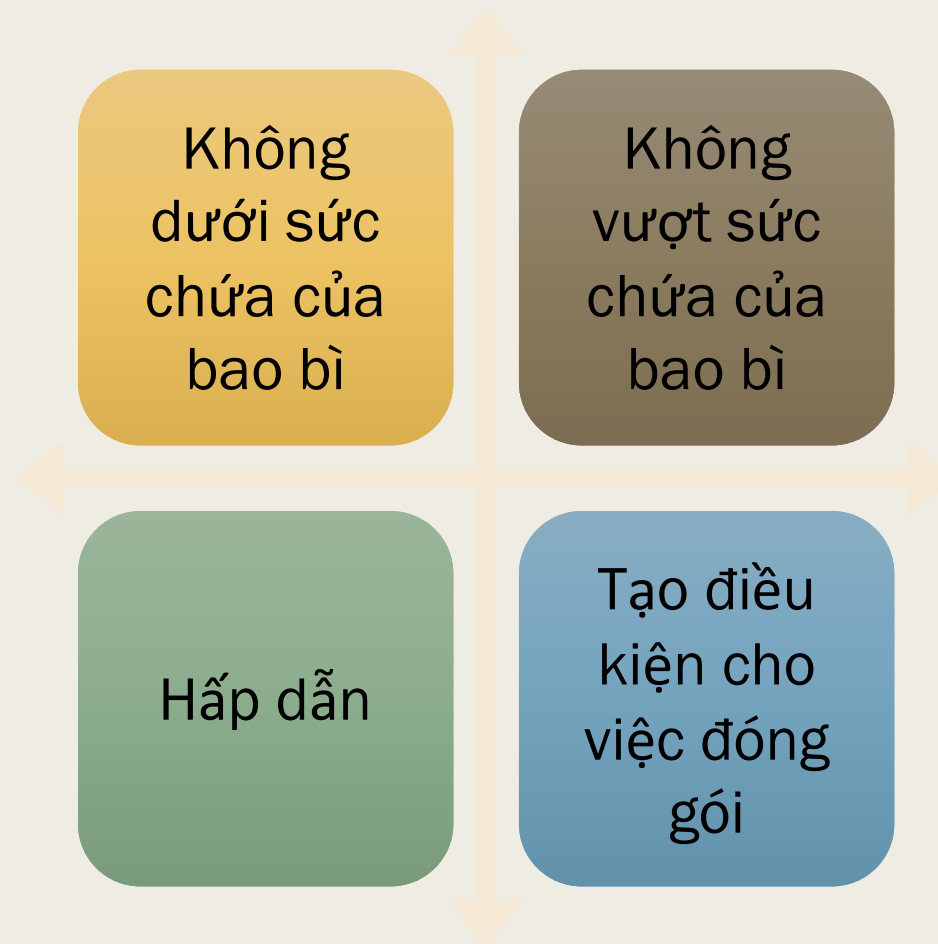 Không
dưới sức
chứa của
bao bì
Không
vượt sức
chứa của
bao bì
Hấp dẫn
Tạo điều
kiện cho
việc đóng
gói